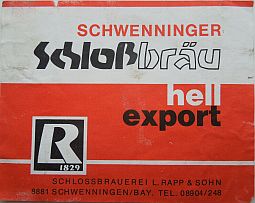 SCHWENNINGER
Schloßbräu
hell
export
R
1829
SCHLOSSBRAUEREI L. RAPP & SOHN
8881 SCHWENNINGEN/BAY. TEL. 08904/248